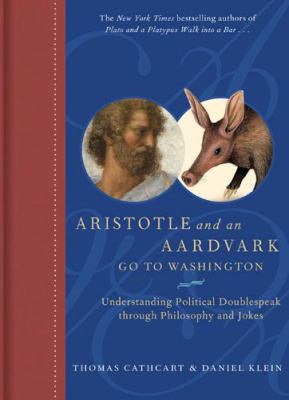 The New York Times bestselling authors of
Plato and a Platypus Walk into a Bar . . .
ARISTOTLE and an
AARDVARK
GO TO WASHINGTON
Understanding Political Doublespeak
through Philosophy and Jokes
THOMAS CATHCART & DANIEL KLEIN